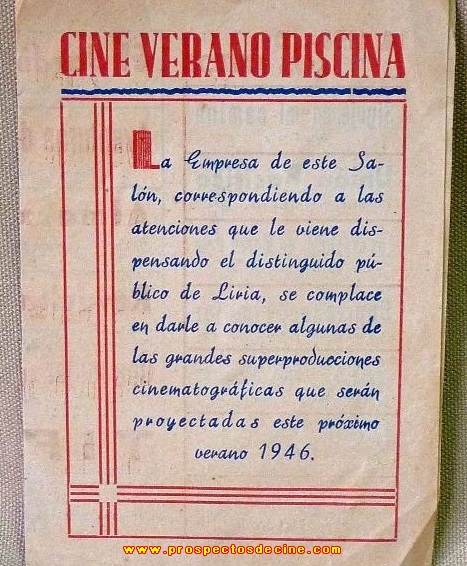 CINE VERANO PISCINA
La Empresa de este Sa-
lón, correspondiendo a las
atenciones que le viene dis-
pensando el distinguido pú-
blico de Liria, se complace
en darle a conocer algunas de
las grandes superproducciones
cinematográficas que serán
proyectadas este próximo
verano 1946.
www.prospectosdecine.com